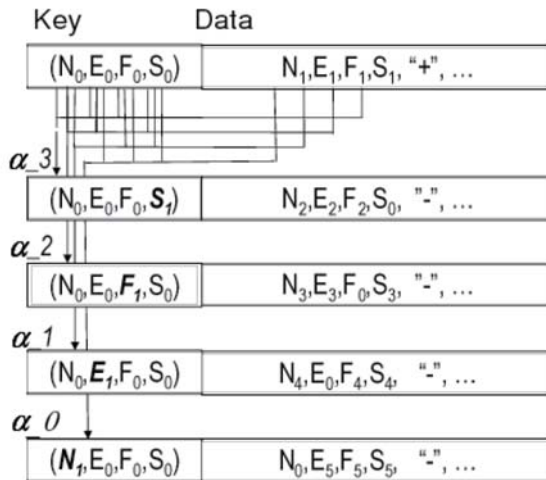 Key Data
(N₀,E₀,F₀,S₀) N₁,E₁,F₁,S₁, “+”, …
α_3
(N₀,E₀,F₀,S₁) N₂,E₂,F₂,S₀, ”-”, …
α_2
(N₀,E₀,F₁,S₀) N₃,E₃,F₀,S₃, ”-”, …
α_1
(N₀,E₁,F₀,S₀) N₄,E₀,F₄,S₄, “-”, …
α_0
(N₁,E₀,F₀,S₀) N₀,E₅,F₅,S₅, “-”, …